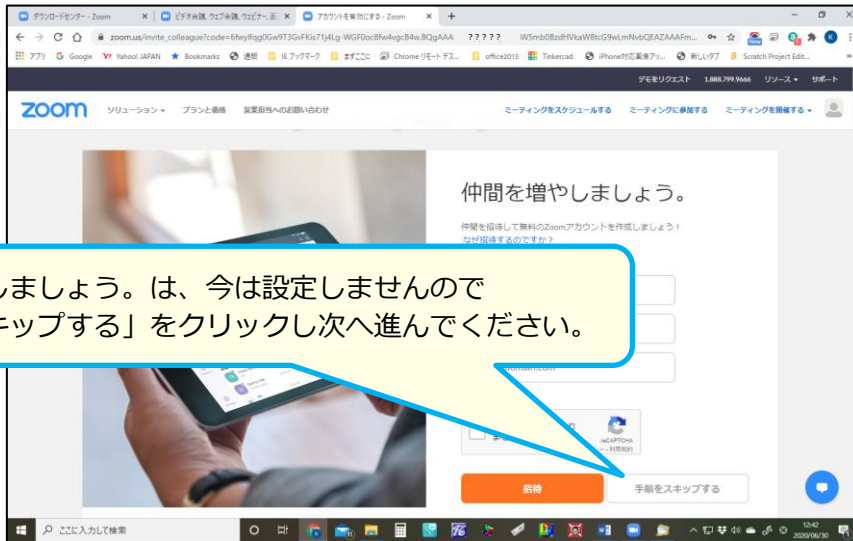 ダウンロードセンター - Zoom
ビデオ会議, ウェブ会議, ウェビナー, 画
アカウントを有効にする - Zoom
zoom.us/invite_colleague?code=
?????
アプリ
Google
Yahoo! JAPAN
Bookmarks
通販
IE ブックマーク
まずここに
Chrome リモート デス...
office2013
Tinkercad
iPhone対応画像アっ...
新しいタブ
Scratch Project Edit...
デモをリクエスト 1.888.799.9666 リソース サポート
zoom ソリューション プランと価格 営業担当へのお問い合わせ ミーティングをスケジュールする ミーティングに参加する ミーティングを開催する
仲間を増やしましょう。
仲間を招待して無料のZoomアカウントを作成しましょう!
なぜ招待するのですか?
しましょう。は、今は設定しませんので
キップする」をクリックし次へ進んでください。
domain.com
reCAPTCHA
招待 手順をスキップする
ここに入力して検索
12:42
2020/06/30